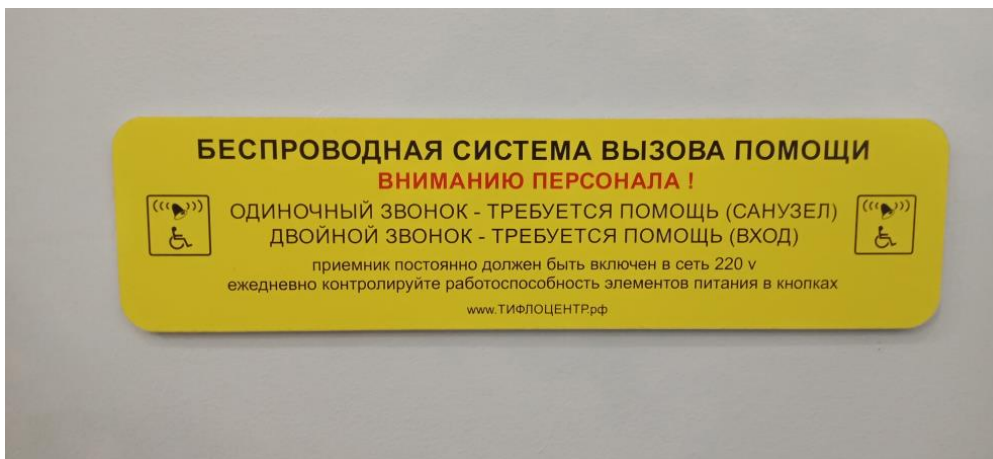 БЕСПРОВОДНАЯ СИСТЕМА ВЫЗОВА ПОМОЩИ
ВНИМАНИЮ ПЕРСОНАЛА !
ОДИНОЧНЫЙ ЗВОНОК - ТРЕБУЕТСЯ ПОМОЩЬ (САНУЗЕЛ)
ДВОЙНОЙ ЗВОНОК - ТРЕБУЕТСЯ ПОМОЩЬ (ВХОД)
приемник постоянно должен быть включен в сеть 220 v
ежедневно контролируйте работоспособность элементов питания в кнопках
www.ТИФЛОЦЕНТР.рф